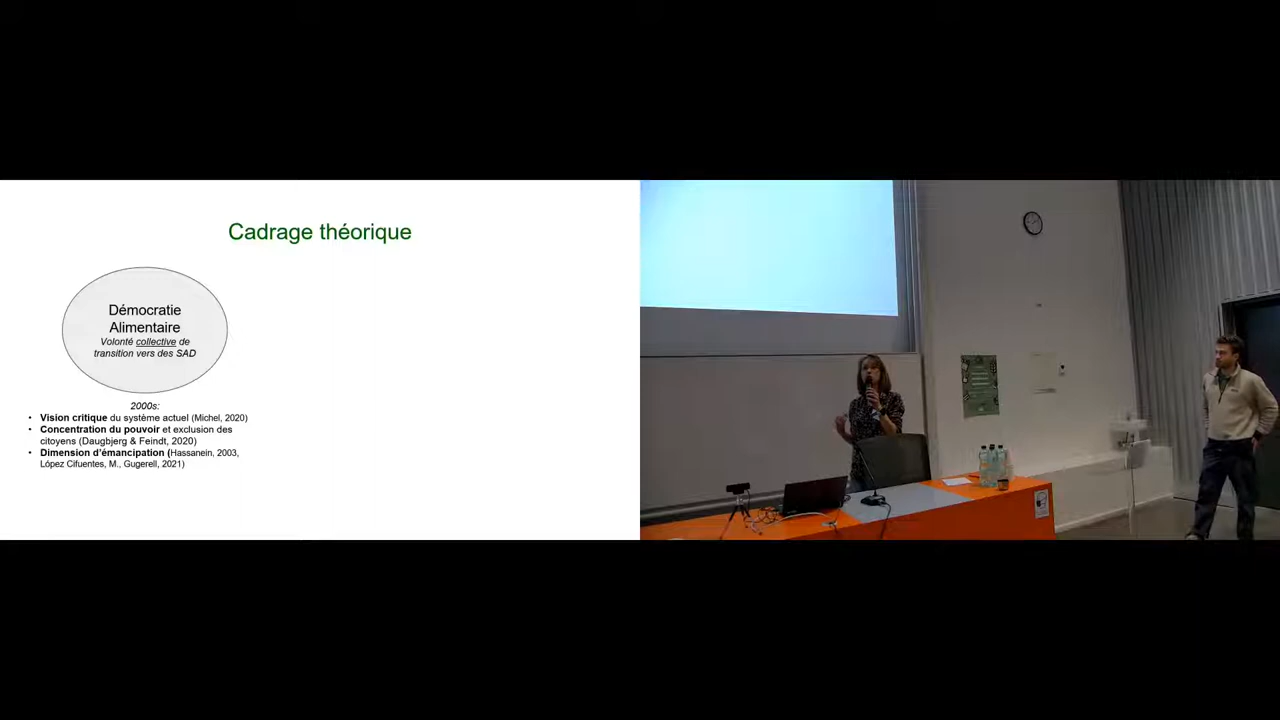 Cadrage théorique
Démocratie
Alimentaire
Volonté collective de
transition vers des SAD
2000s:
• Vision critique du système actuel (Michel, 2020)
• Concentration du pouvoir et exclusion des
citoyens (Daugbjerg & Feindt, 2020)
• Dimension d'émancipation (Hassanein, 2003,
López Cifuentes, M., Gugerell, 2021)